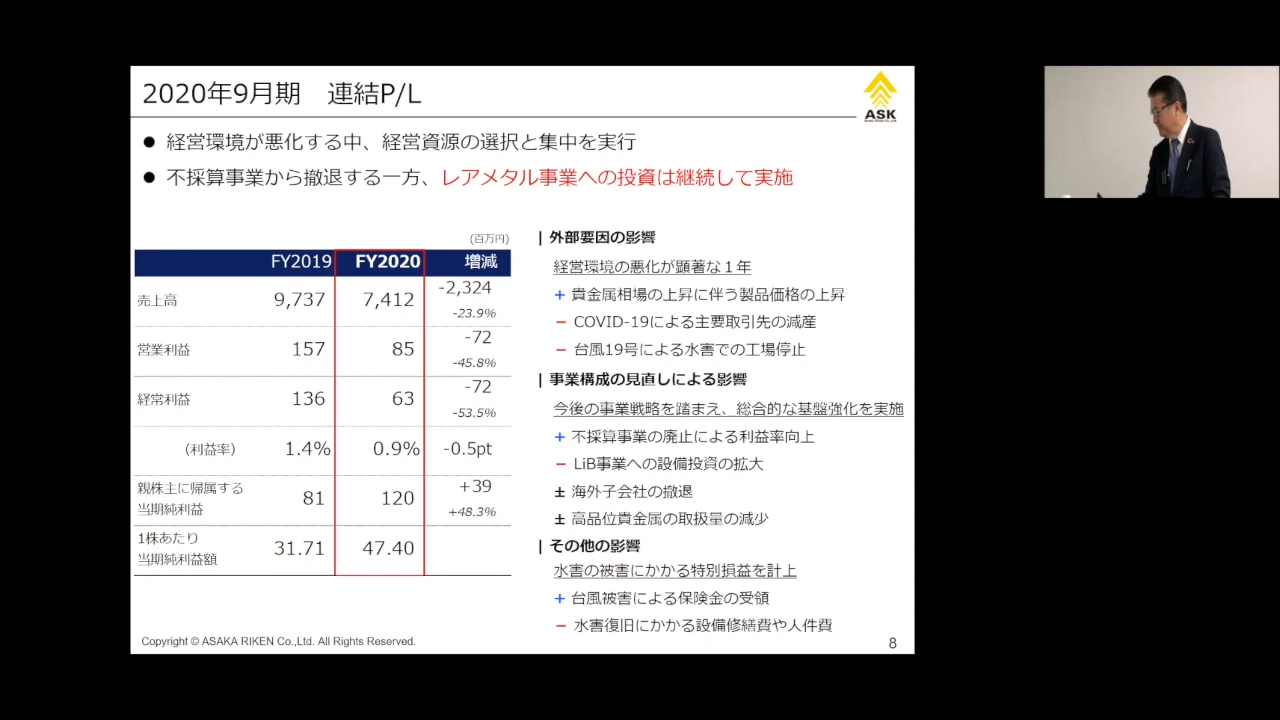 2020年9月期 連結P/L
ASK
● 経営環境が悪化する中、経営資源の選択と集中を実行
● 不採算事業から撤退する一方、レアメタル事業への投資は継続して実施
(百万円)
FY2019 FY2020 増減
売上高 9,737 7,412 -2,324
-23.9%
営業利益 157 85 -72
-45.8%
経常利益 136 63 -72
-53.5%
(利益率) 1.4% 0.9% -0.5pt
親株主に帰属する
当期純利益 81 120 +39
+48.3%
1株あたり
当期純利益額 31.71 47.40
| 外部要因の影響
経営環境の悪化が顕著な1年
+ 貴金属相場の上昇に伴う製品価格の上昇
− COVID-19による主要取引先の減産
− 台風19号による水害での工場停止
| 事業構成の見直しによる影響
今後の事業戦略を踏まえ、総合的な基盤強化を実施
+ 不採算事業の廃止による利益率向上
− LiB事業への設備投資の拡大
± 海外子会社の撤退
± 高品位貴金属の取扱量の減少
| その他の影響
水害の被害にかかる特別損益を計上
+ 台風被害による保険金の受領
− 水害復旧にかかる設備修繕費や人件費
Copyright © ASAKA RIKEN Co.,Ltd. All Rights Reserved.
8